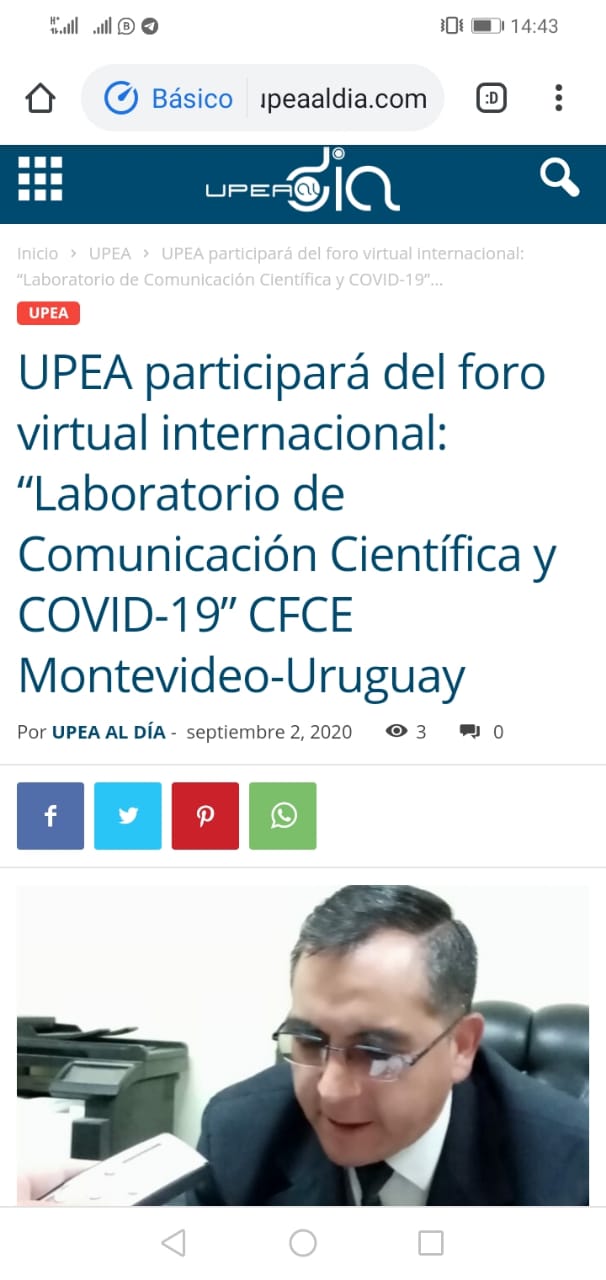 14:43
Básico
upeaaldia.com
:D
UPEA AL DIA
Inicio > UPEA > UPEA participará del foro virtual internacional:
“Laboratorio de Comunicación Científica y COVID-19”...
UPEA
UPEA participará del foro
virtual internacional:
“Laboratorio de
Comunicación Científica y
COVID-19” CFCE
Montevideo-Uruguay
Por UPEA AL DÍA - septiembre 2, 2020 3 0